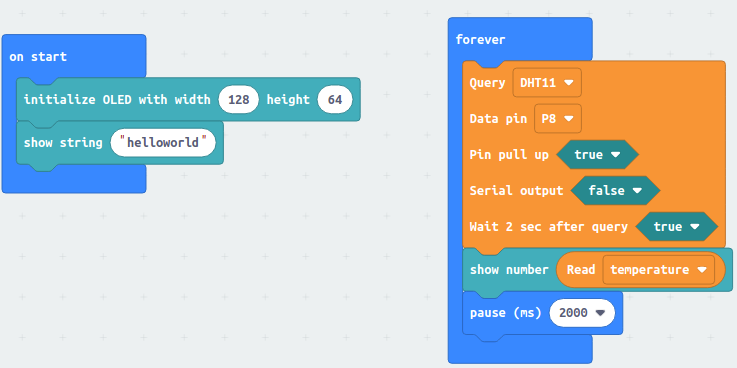 on start
initialize OLED with width 128 height 64
show string "helloworld"
forever
Query DHT11
Data pin P8
Pin pull up true
Serial output false
Wait 2 sec after query true
show number Read temperature
pause (ms) 2000